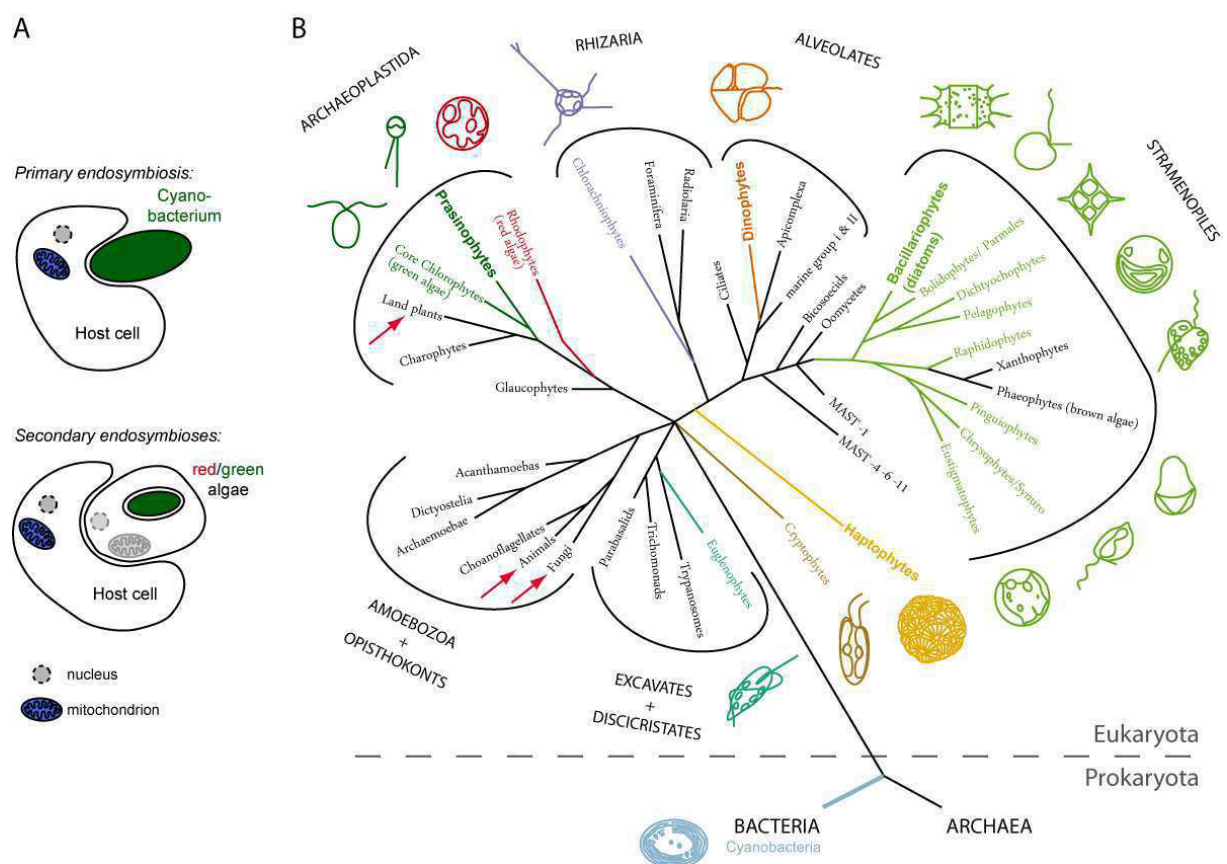 A
Primary endosymbiosis:
Cyano-
bacterium
Host cell
Secondary endosymbioses:
red/green
algae
Host cell
nucleus
mitochondrion
B
ARCHAEOPLASTIDA
RHIZARIA
ALVEOLATES
STRAMENOPILES
Prasinophytes
Rhodophytes
(red algae)
Core Chlorophytes
(green algae)
Land plants
Charophytes
Glaucophytes
Chlorachniophytes
Foraminifera
Radiolaria
Dinophytes
Apicomplexa
Ciliates
marine group i & II
Bicosoecids
Oomycetes
Bacillariophytes
(diatoms)
Bolidophytes/ Parmales
Dichtyochophytes
Pelagophytes
Raphidophytes
Xanthophytes
Phaeophytes (brown algae)
Pinguiophytes
Chrysophytes/Synuro
Eustigmatophytes
MAST -1
MAST -4 -6 -11
Haptophytes
Cryptophytes
Acanthamoebas
Dictyostelia
Archaemoebae
Choanoflagellates
Animals
Fungi
AMOEBOZOA
+
OPISTHOKONTS
Parabasalids
Trichomonads
Trypanosomes
Euglenophytes
EXCAVATES
+
DISCICRISTATES
Eukaryota
Prokaryota
BACTERIA
Cyanobacteria
ARCHAEA